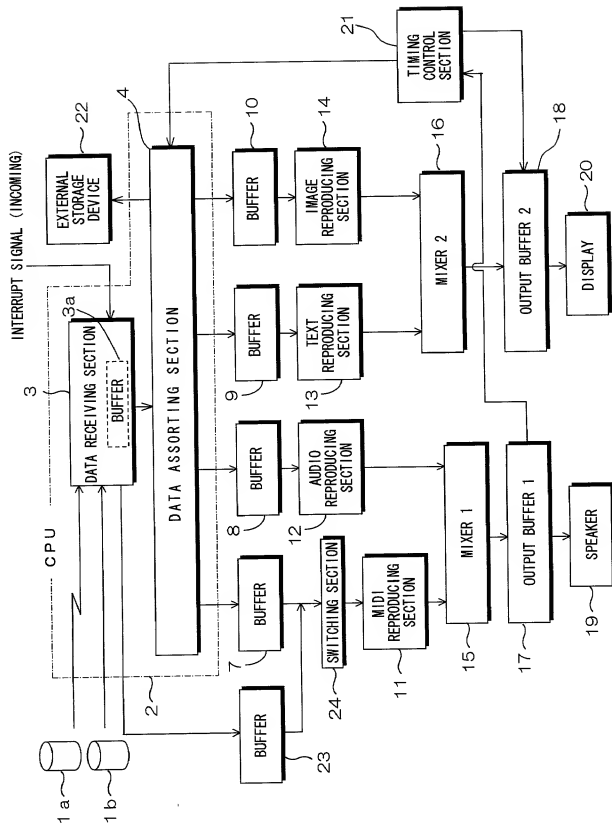 INTERRUPT SIGNAL (INCOMING)
CPU
3
3a
DATA RECEIVING SECTION
BUFFER
4
22
EXTERNAL
STORAGE
DEVICE
1a
1b
2
DATA ASSORTING SECTION
21
TIMING
CONTROL
SECTION
BUFFER
23
BUFFER
7
BUFFER
8
BUFFER
9
BUFFER
10
SWITCHING SECTION
24
MIDI
REPRODUCING
SECTION
11
AUDIO
REPRODUCING
SECTION
12
TEXT
REPRODUCING
SECTION
13
IMAGE
REPRODUCING
SECTION
14
MIXER 1
15
MIXER 2
16
OUTPUT BUFFER 1
17
OUTPUT BUFFER 2
18
SPEAKER
19
DISPLAY
20